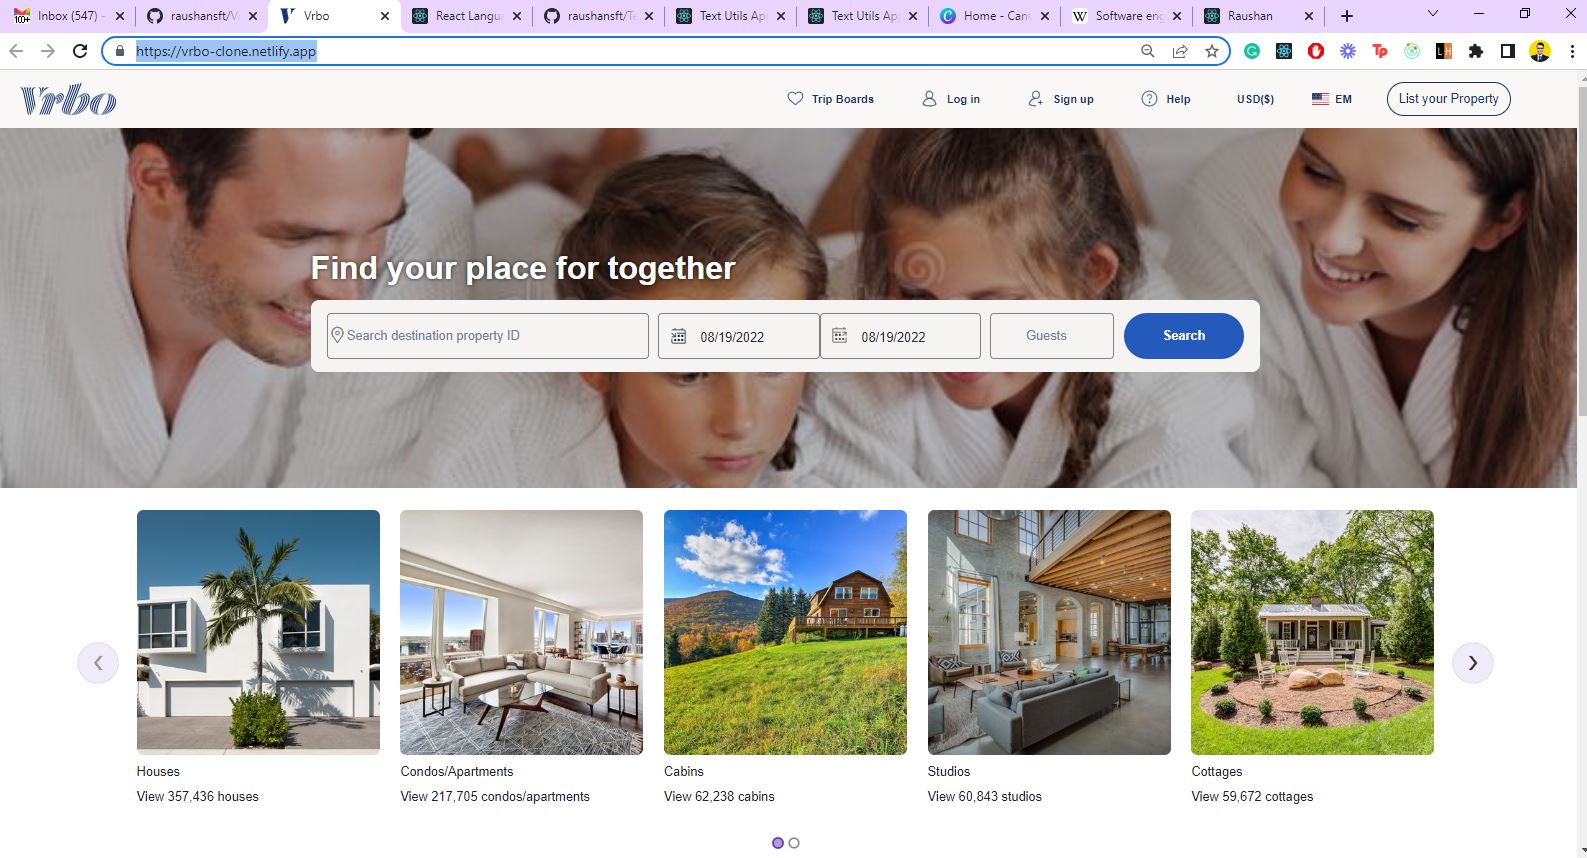 Inbox (547) -
raushansft/V
Vrbo
React Langu
raushansft/Te
Text Utils Ap
Text Utils Ap
Home - Can
Software eng
Raushan
https://vrbo-clone.netlify.app
Vrbo
Trip Boards
Log in
Sign up
Help
USD($)
EM
List your Property
Find your place for together
Search destination property ID
08/19/2022
08/19/2022
Guests
Search
Houses
Condos/Apartments
Cabins
Studios
Cottages
View 357,436 houses
View 217,705 condos/apartments
View 62,238 cabins
View 60,843 studios
View 59,672 cottages